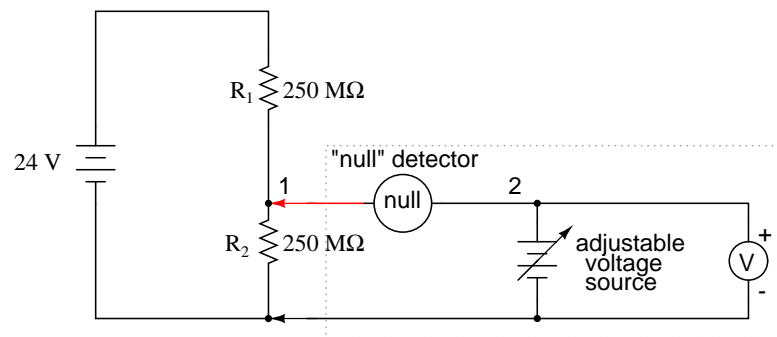 R1 250 MΩ
24 V
"null" detector
1
null
2
R2 250 MΩ
adjustable
voltage
source
+
V
-